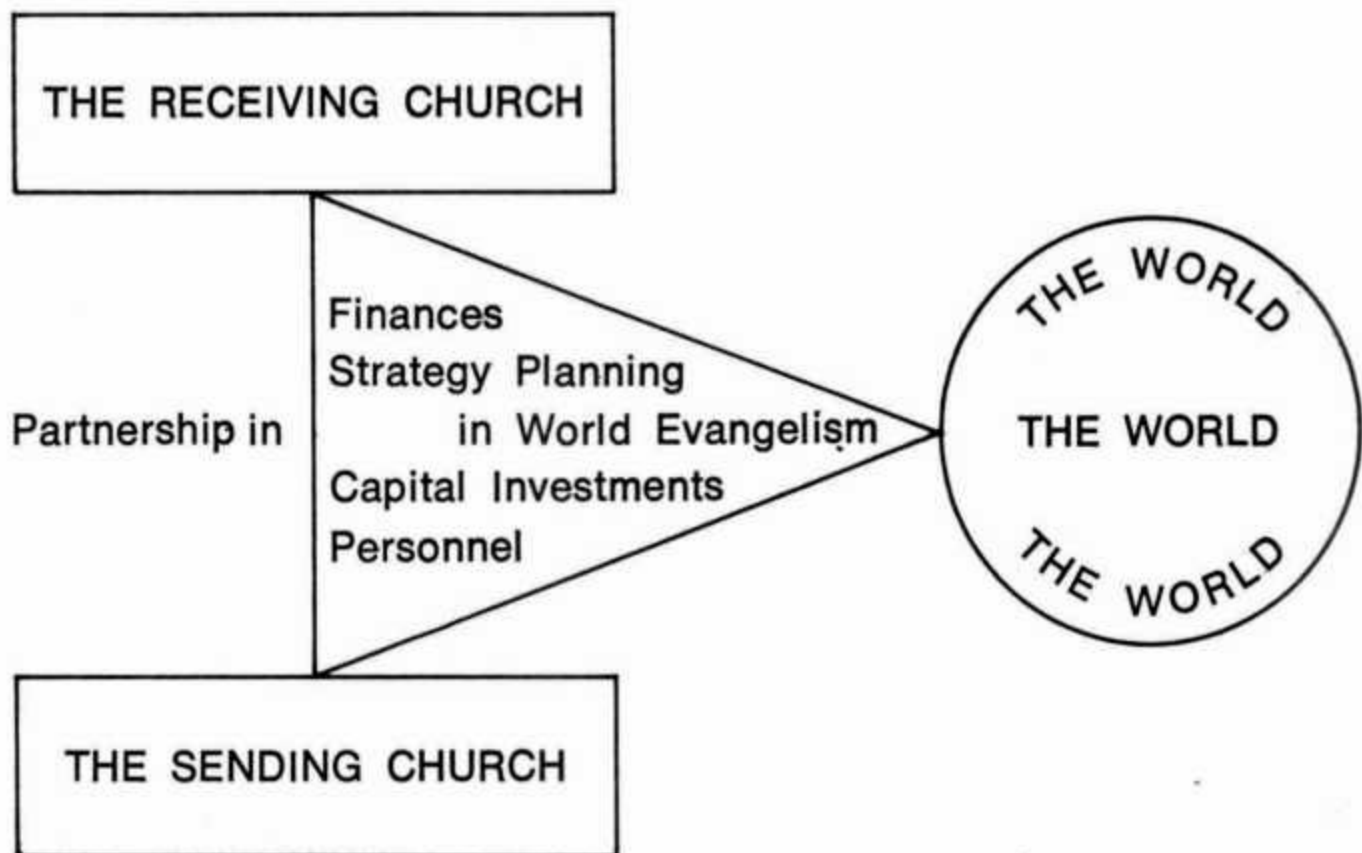 THE RECEIVING CHURCH
Finances
Strategy Planning
Partnership in
in World Evangelism
Capital Investments
Personnel
THE SENDING CHURCH
THE WORLD
THE WORLD
THE WORLD